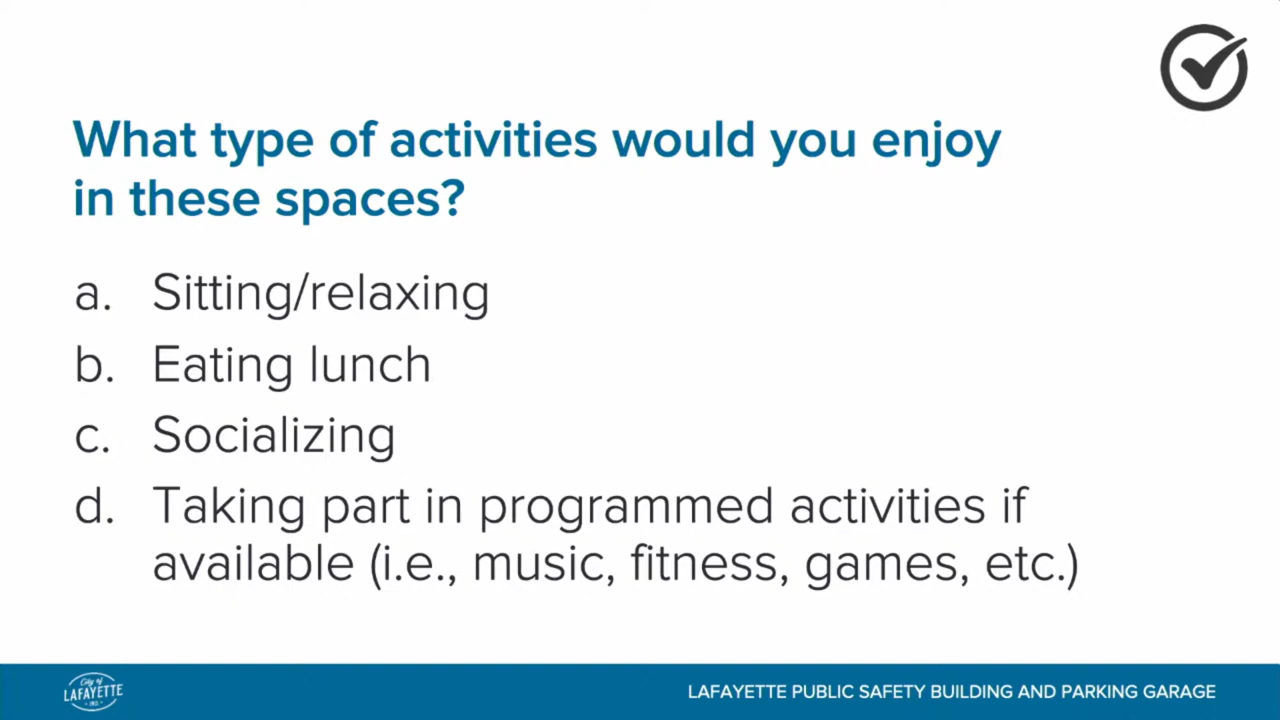 What type of activities would you enjoy
in these spaces?
a. Sitting/relaxing
b. Eating lunch
c. Socializing
d. Taking part in programmed activities if
available (i.e., music, fitness, games, etc.)
City of
LAFAYETTE
IND.
LAFAYETTE PUBLIC SAFETY BUILDING AND PARKING GARAGE